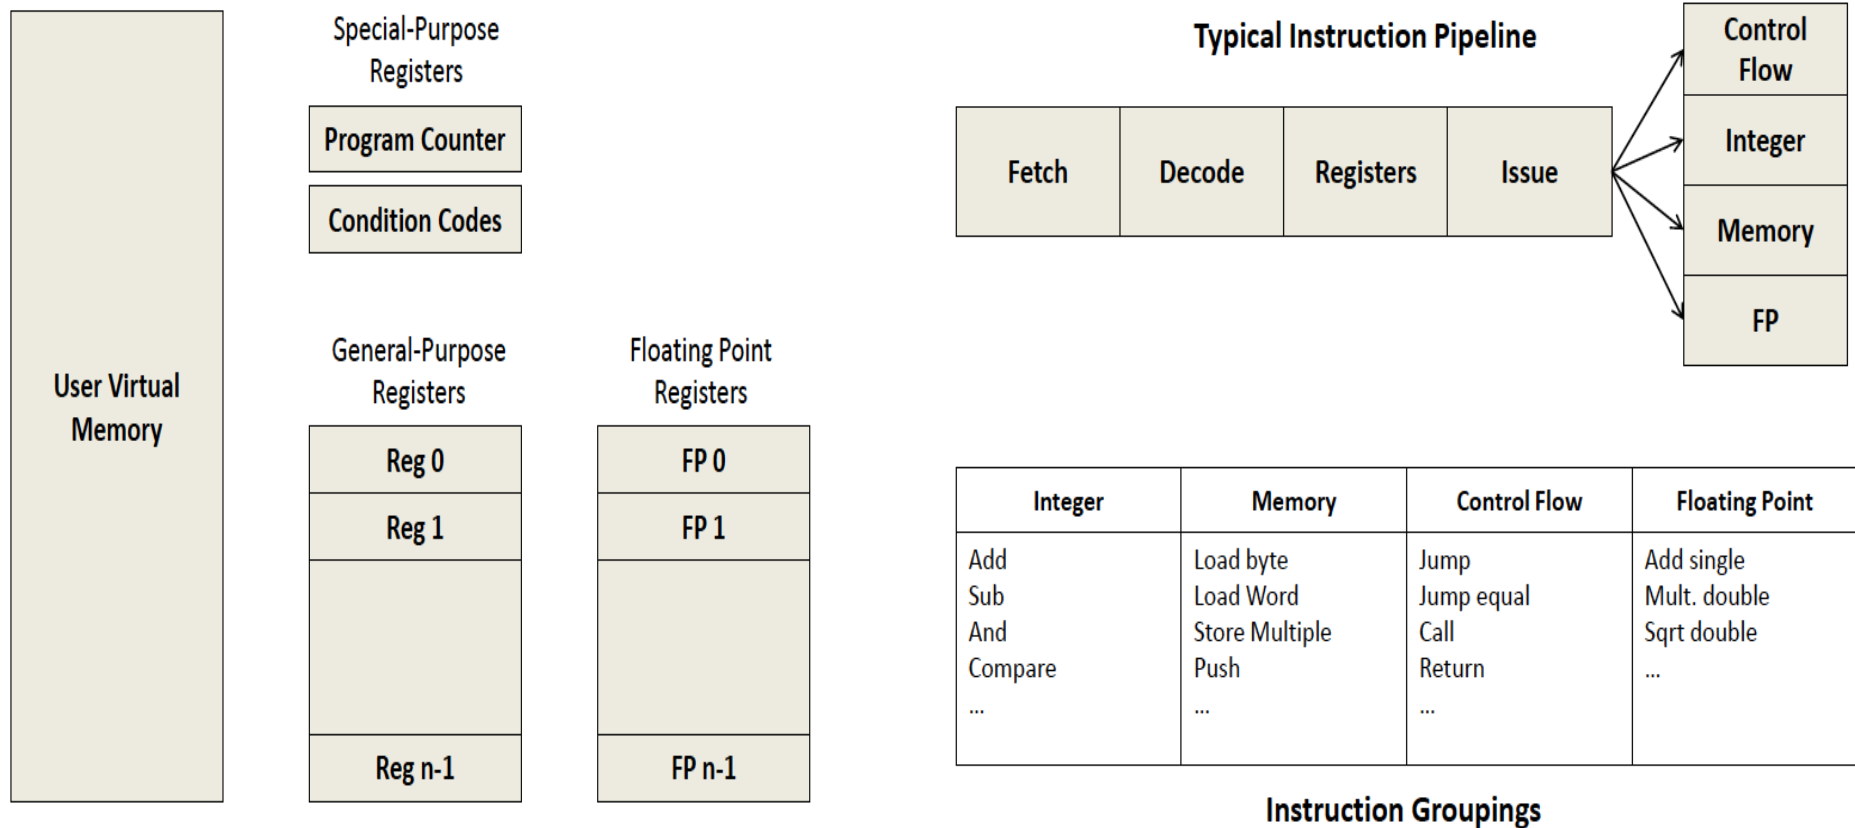 User Virtual
Memory
Special-Purpose
Registers
Program Counter
Condition Codes
General-Purpose
Registers
Reg 0
Reg 1
Reg n-1
Floating Point
Registers
FP 0
FP 1
FP n-1
Typical Instruction Pipeline
Fetch
Decode
Registers
Issue
Control
Flow
Integer
Memory
FP
Integer
Add
Sub
And
Compare
...
Memory
Load byte
Load Word
Store Multiple
Push
...
Control Flow
Jump
Jump equal
Call
Return
...
Floating Point
Add single
Mult. double
Sqrt double
...
Instruction Groupings